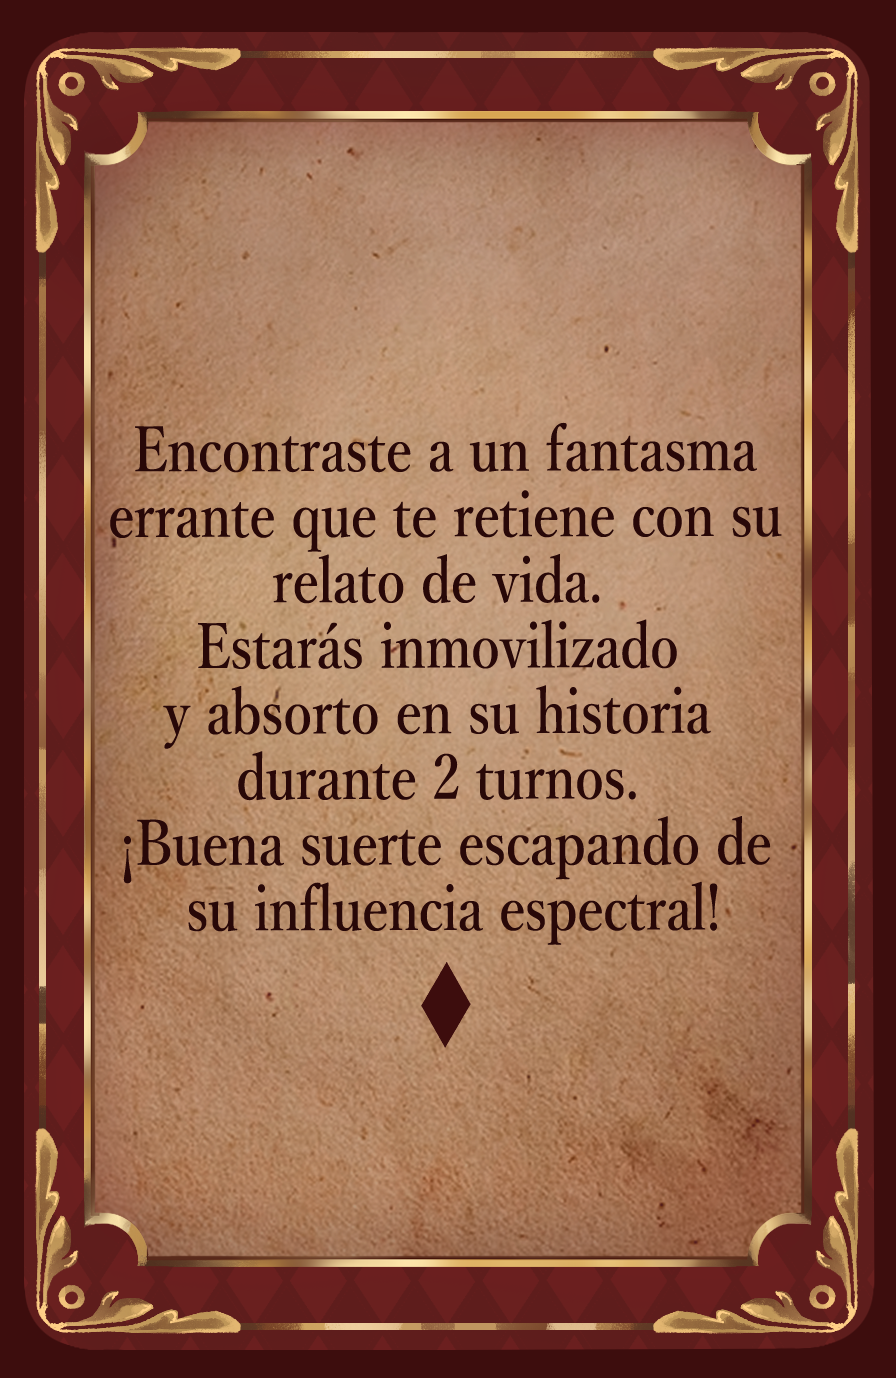 Encontraste a un fantasma
errante que te retiene con su
relato de vida.
Estarás inmovilizado
y absorto en su historia
durante 2 turnos.
¡Buena suerte escapando de
su influencia espectral!